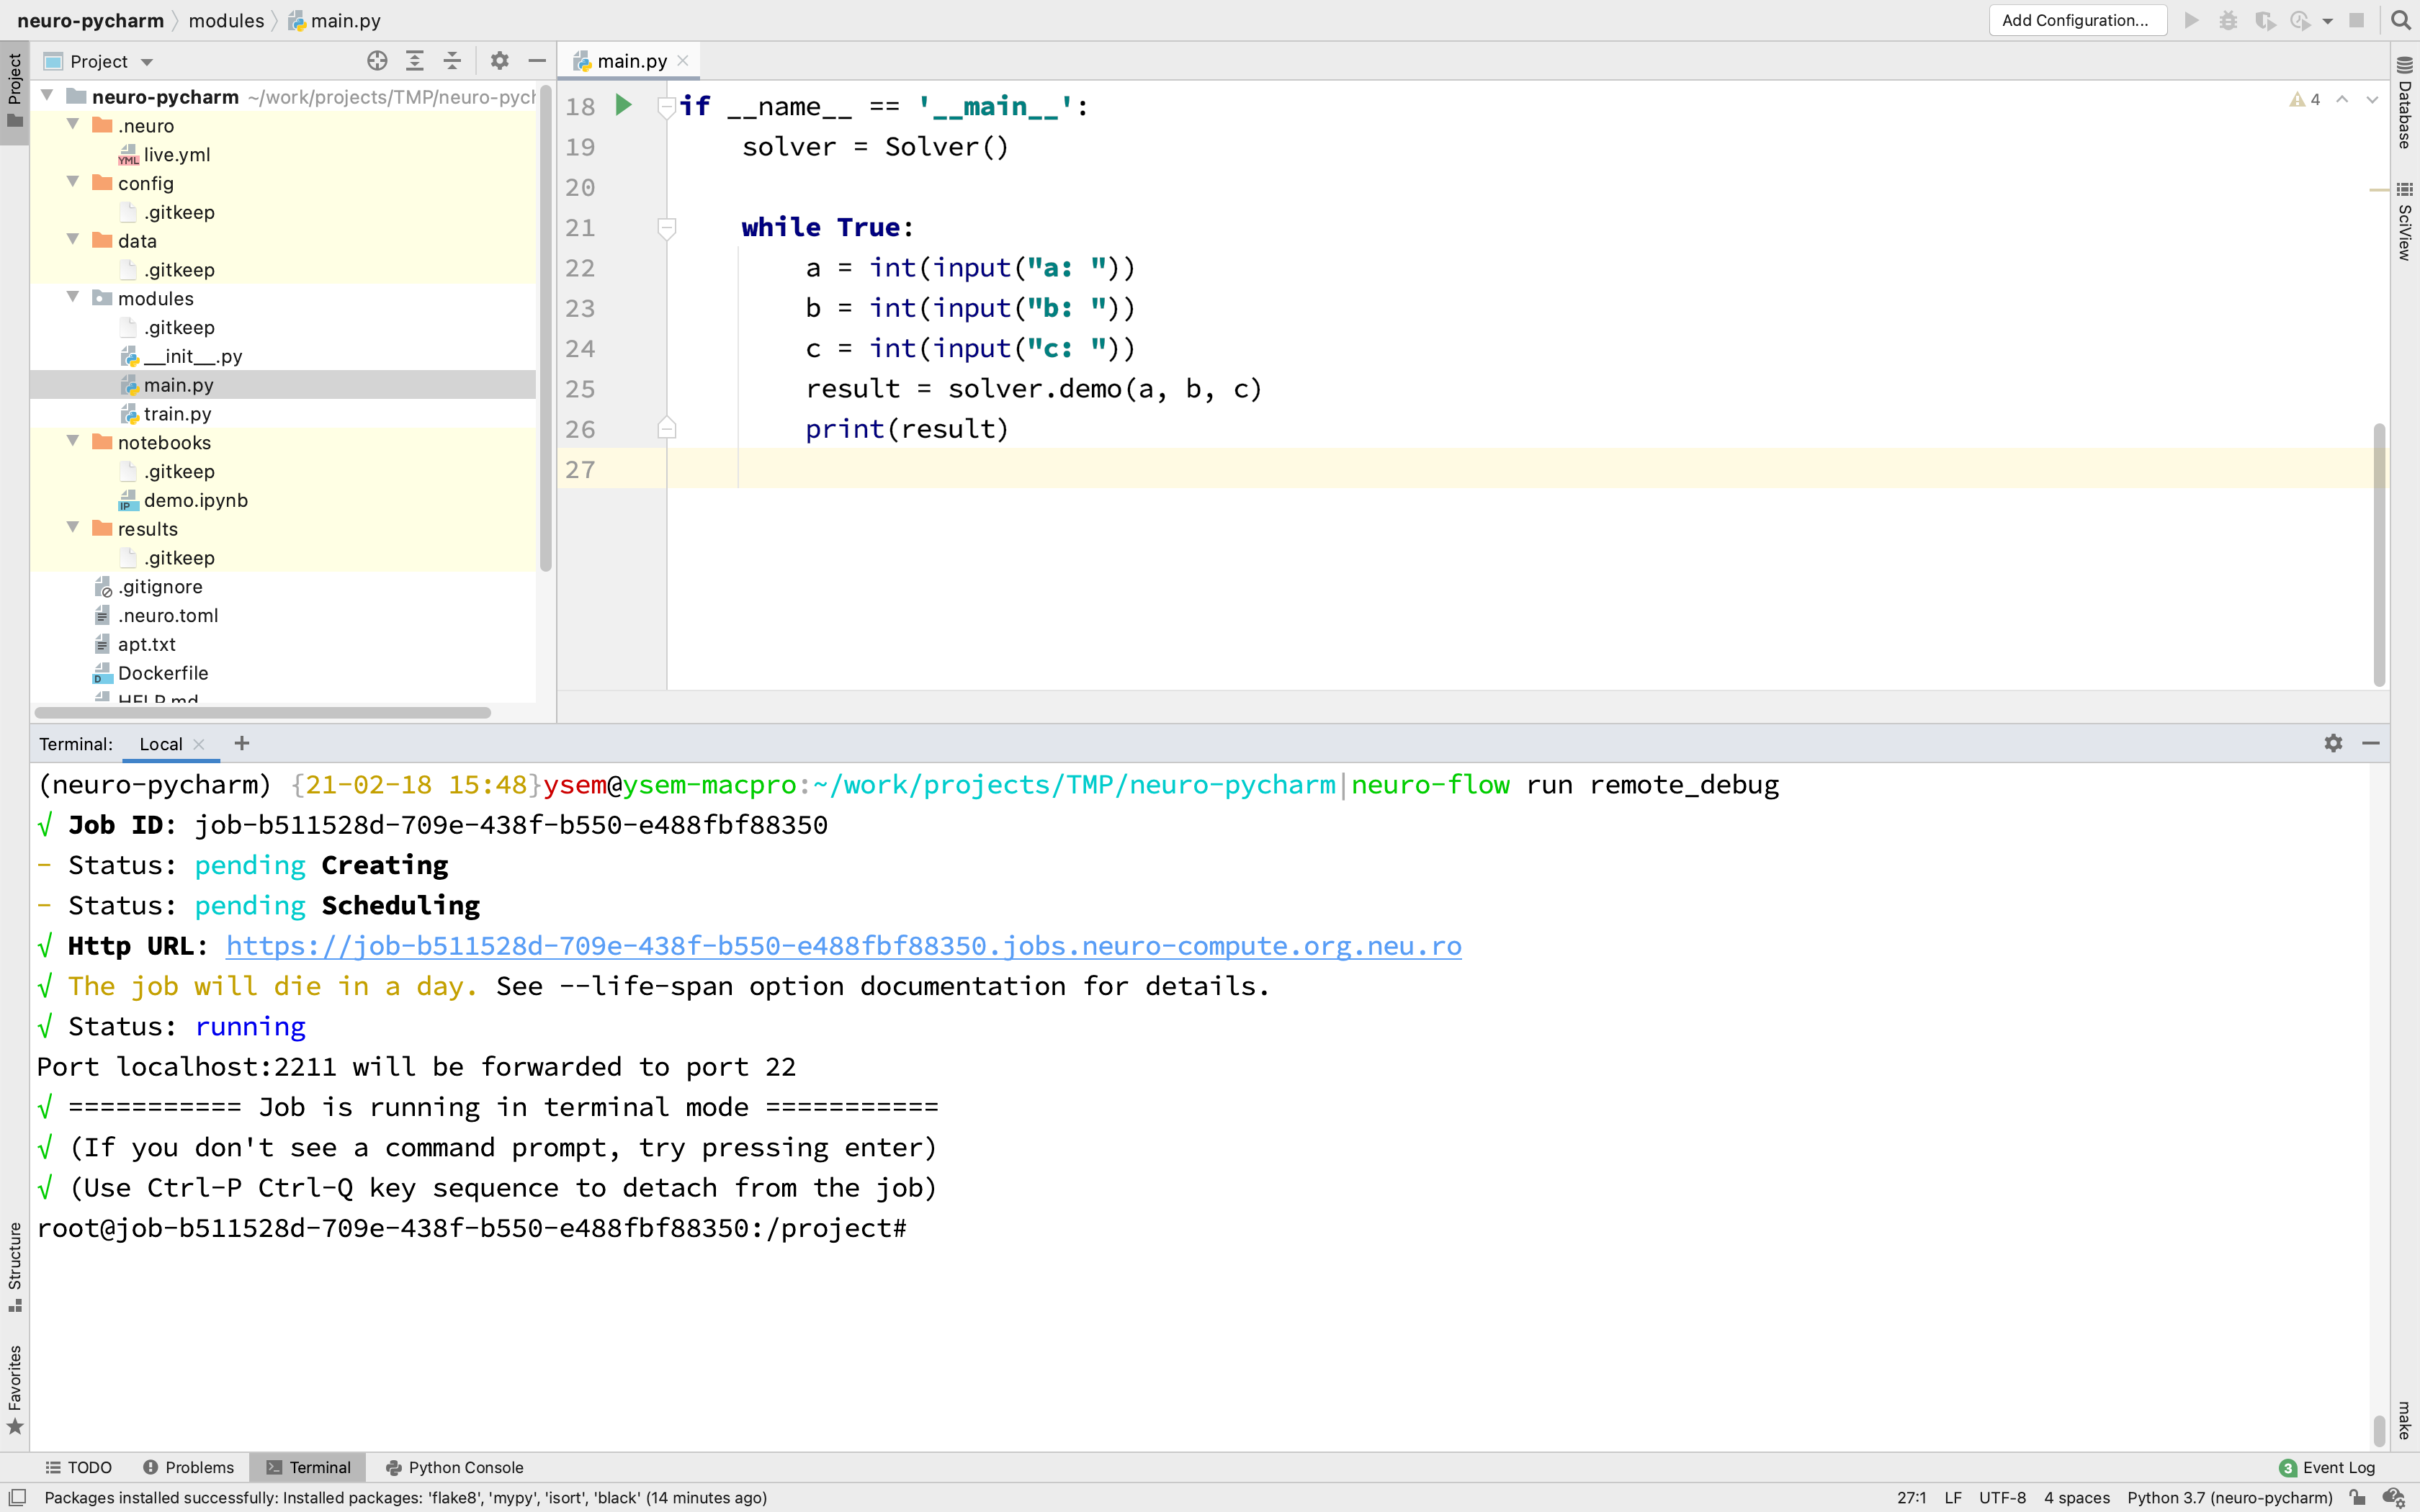 neuro-pycharm modules main.py
Add Configuration...
Project
Project
neuro-pycharm ~/work/projects/TMP/neuro-pych
.neuro
live.yml
config
.gitkeep
data
.gitkeep
modules
.gitkeep
__init__.py
main.py
train.py
notebooks
.gitkeep
demo.ipynb
results
.gitkeep
.gitignore
.neuro.toml
apt.txt
Dockerfile
HELP.md
main.py
18 if __name__ == '__main__':
19 solver = Solver()
20
21 while True:
22 a = int(input("a: "))
23 b = int(input("b: "))
24 c = int(input("c: "))
25 result = solver.demo(a, b, c)
26 print(result)
27
4
Database
SciView
Terminal: Local
(neuro-pycharm) {21-02-18 15:48}ysem@ysem-macpro:~/work/projects/TMP/neuro-pycharm|neuro-flow run remote_debug
√ Job ID: job-b511528d-709e-438f-b550-e488fbf88350
- Status: pending Creating
- Status: pending Scheduling
√ Http URL: https://job-b511528d-709e-438f-b550-e488fbf88350.jobs.neuro-compute.org.neu.ro
√ The job will die in a day. See --life-span option documentation for details.
√ Status: running
Port localhost:2211 will be forwarded to port 22
√ =========== Job is running in terminal mode ===========
√ (If you don't see a command prompt, try pressing enter)
√ (Use Ctrl-P Ctrl-Q key sequence to detach from the job)
root@job-b511528d-709e-438f-b550-e488fbf88350:/project#
Structure
Favorites
make
TODO Problems Terminal Python Console
3 Event Log
Packages installed successfully: Installed packages: 'flake8', 'mypy', 'isort', 'black' (14 minutes ago)
27:1 LF UTF-8 4 spaces Python 3.7 (neuro-pycharm)